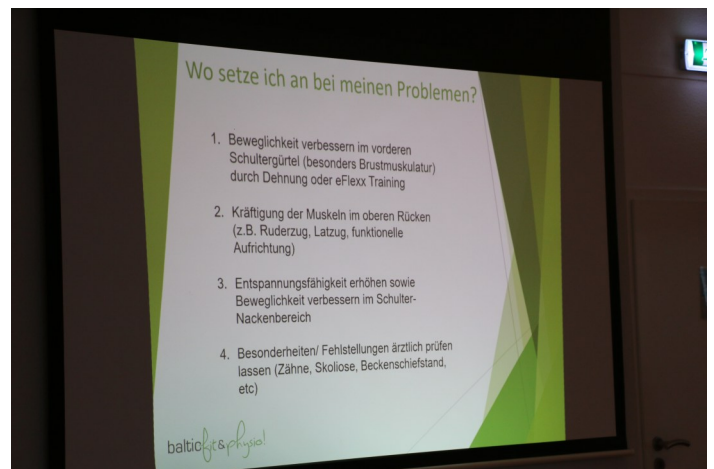 Wo setze ich an bei meinen Problemen?
1. Beweglichkeit verbessern im vorderen
Schultergürtel (besonders Brustmuskulatur)
durch Dehnung oder eFlexx Training
2. Kräftigung der Muskeln im oberen Rücken
(z.B. Ruderzug, Latzug, funktionelle
Aufrichtung)
3. Entspannungsfähigkeit erhöhen sowie
Beweglichkeit verbessern im Schulter-
Nackenbereich
4. Besonderheiten/ Fehlstellungen ärztlich prüfen
lassen (Zähne, Skoliose, Beckenschiefstand,
etc)
balticfit&physio!